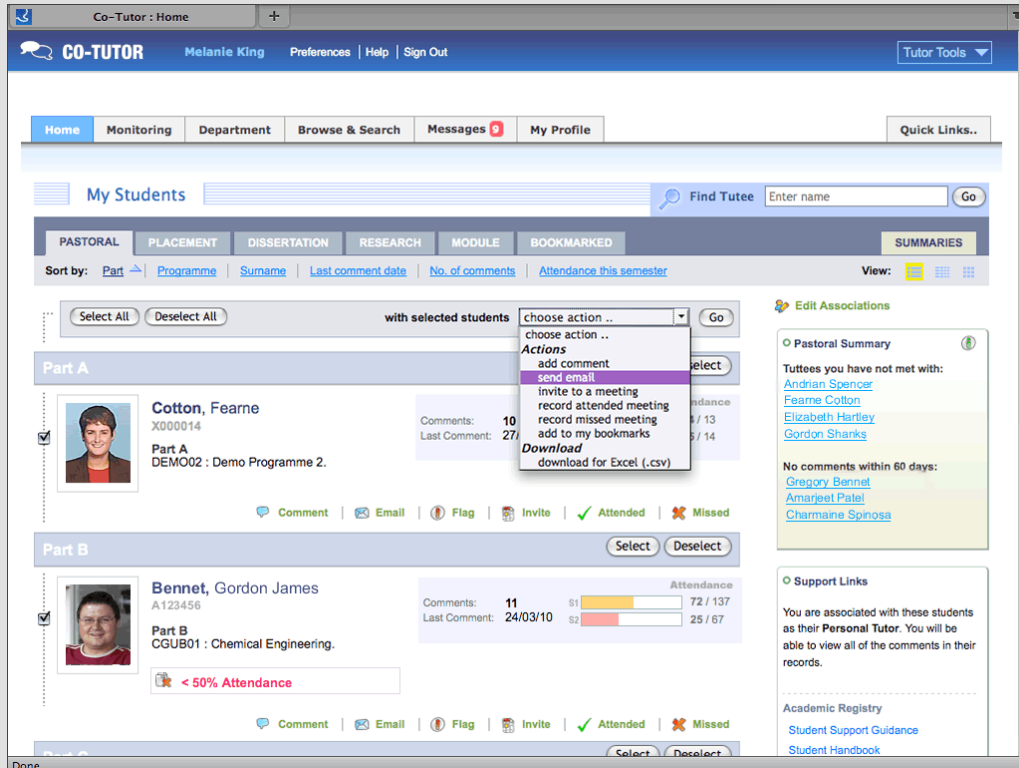 Co-Tutor : Home
+
CO-TUTOR Melanie King Preferences | Help | Sign Out Tutor Tools
Home Monitoring Department Browse & Search Messages 9 My Profile Quick Links..
My Students Find Tutee Enter name Go
PASTORAL PLACEMENT DISSERTATION RESEARCH MODULE BOOKMARKED SUMMARIES
Sort by: Part | Programme | Surname | Last comment date | No. of comments | Attendance this semester View:
Select All Deselect All with selected students choose action .. Go
choose action ..
Actions
add comment
send email
invite to a meeting
record attended meeting
record missed meeting
add to my bookmarks
Download
download for Excel (.csv)
Part A
Cotton, Fearne
X000014
Part A
DEMO02 : Demo Programme 2.
Comments: 10
Last Comment: 27/
/ 13
/ 14
Comment | Email | Flag | Invite | Attended | Missed
Part B Select Deselect
Bennet, Gordon James
A123456
Part B
CGUB01 : Chemical Engineering.
Attendance
Comments: 11 S1 72 / 137
Last Comment: 24/03/10 S2 25 / 67
< 50% Attendance
Comment | Email | Flag | Invite | Attended | Missed
Select Deselect
Edit Associations
Pastoral Summary
Tuttees you have not met with:
Andrian Spencer
Fearne Cotton
Elizabeth Hartley
Gordon Shanks
No comments within 60 days:
Gregory Bennet
Amarjeet Patel
Charmaine Spinosa
Support Links
You are associated with these students
as their Personal Tutor. You will be
able to view all of the comments in their
records.
Academic Registry
Student Support Guidance
Student Handbook
Done